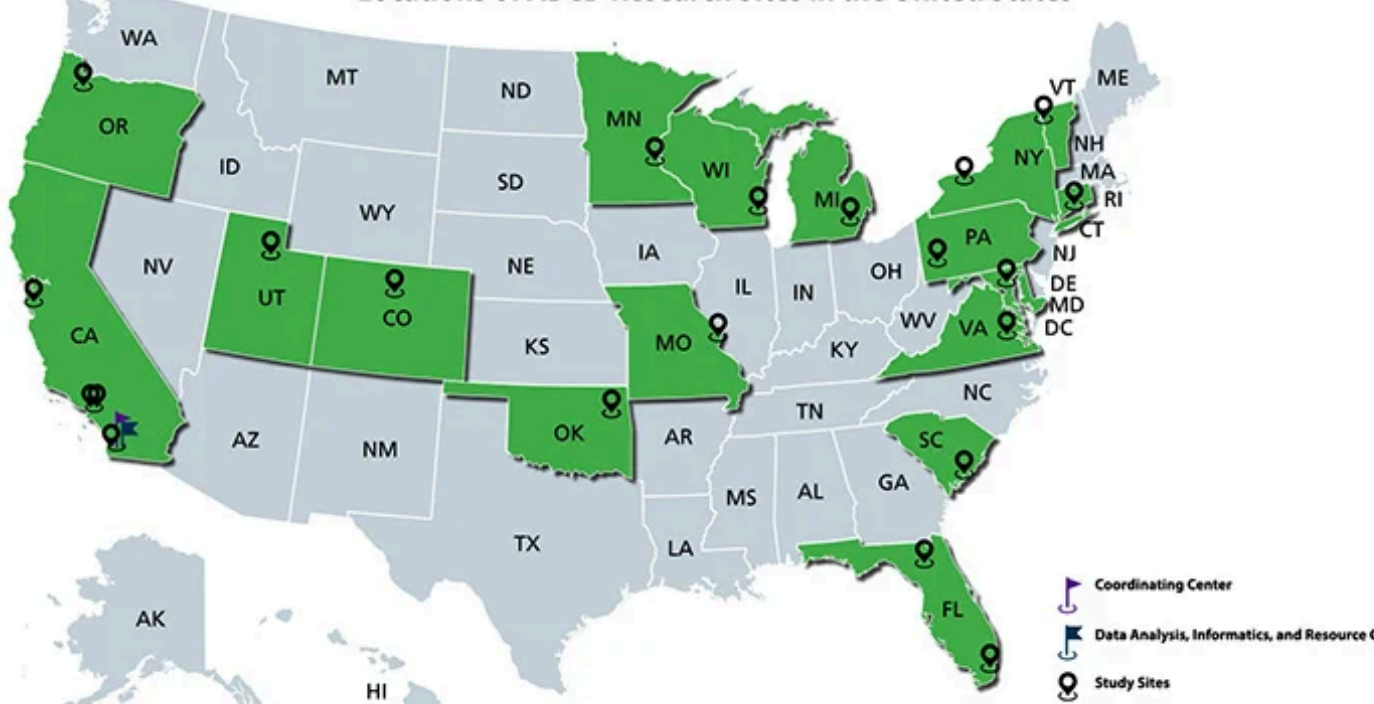 WA
MT
ND
MN
VT
ME
OR
ID
SD
WI
MI
NY
NH
MA
RI
CT
WY
IA
PA
NJ
NV
NE
IL
IN
OH
DE
MD
DC
UT
CO
KS
MO
KY
WV
VA
CA
AZ
NM
OK
AR
TN
NC
SC
MS
AL
GA
TX
LA
FL
AK
HI
Coordinating Center
Data Analysis, Informatics, and Resource
Study Sites